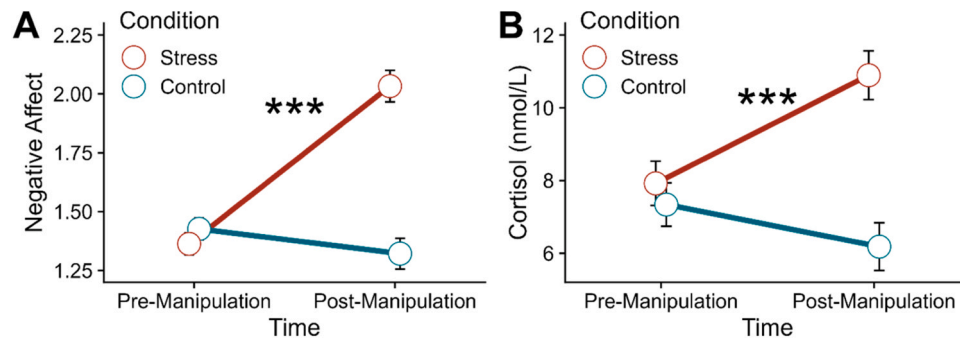 A
Condition
Stress
Control
2.25
2.00
1.75
1.50
1.25
Negative Affect
***
Pre-Manipulation Post-Manipulation
Time
B
Condition
Stress
Control
12
10
8
6
Cortisol (nmol/L)
***
Pre-Manipulation Post-Manipulation
Time